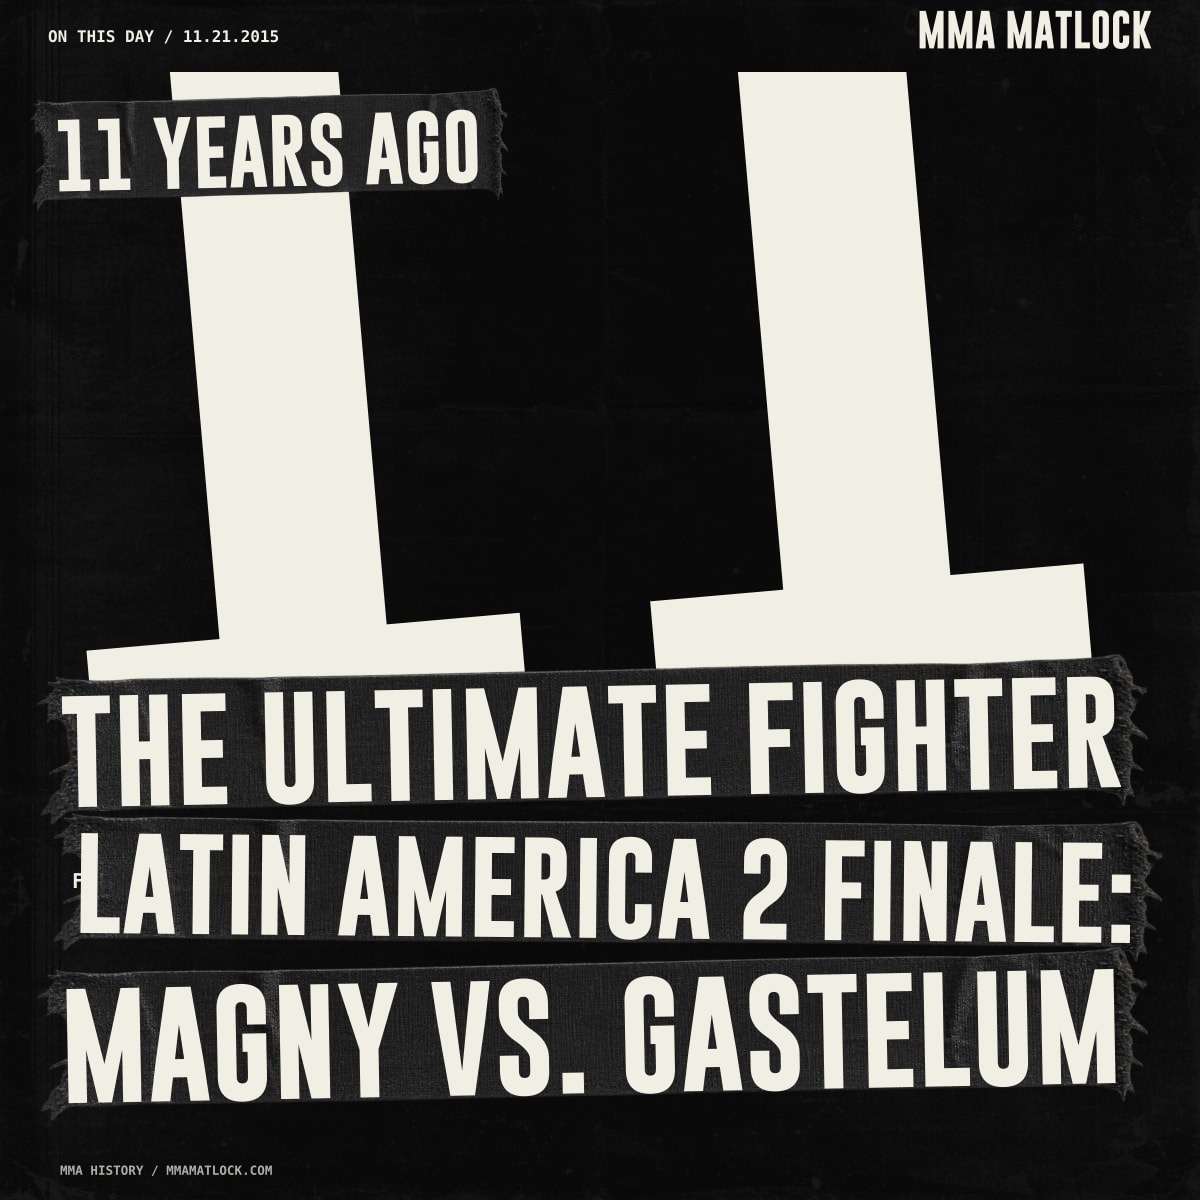 ON THIS DAY / 11.21.2015
MMA MATLOCK
11 YEARS AGO
11
THE ULTIMATE FIGHTER
LATIN AMERICA 2 FINALE:
MAGNY VS. GASTELUM
MMA HISTORY / MMAMATLOCK.COM